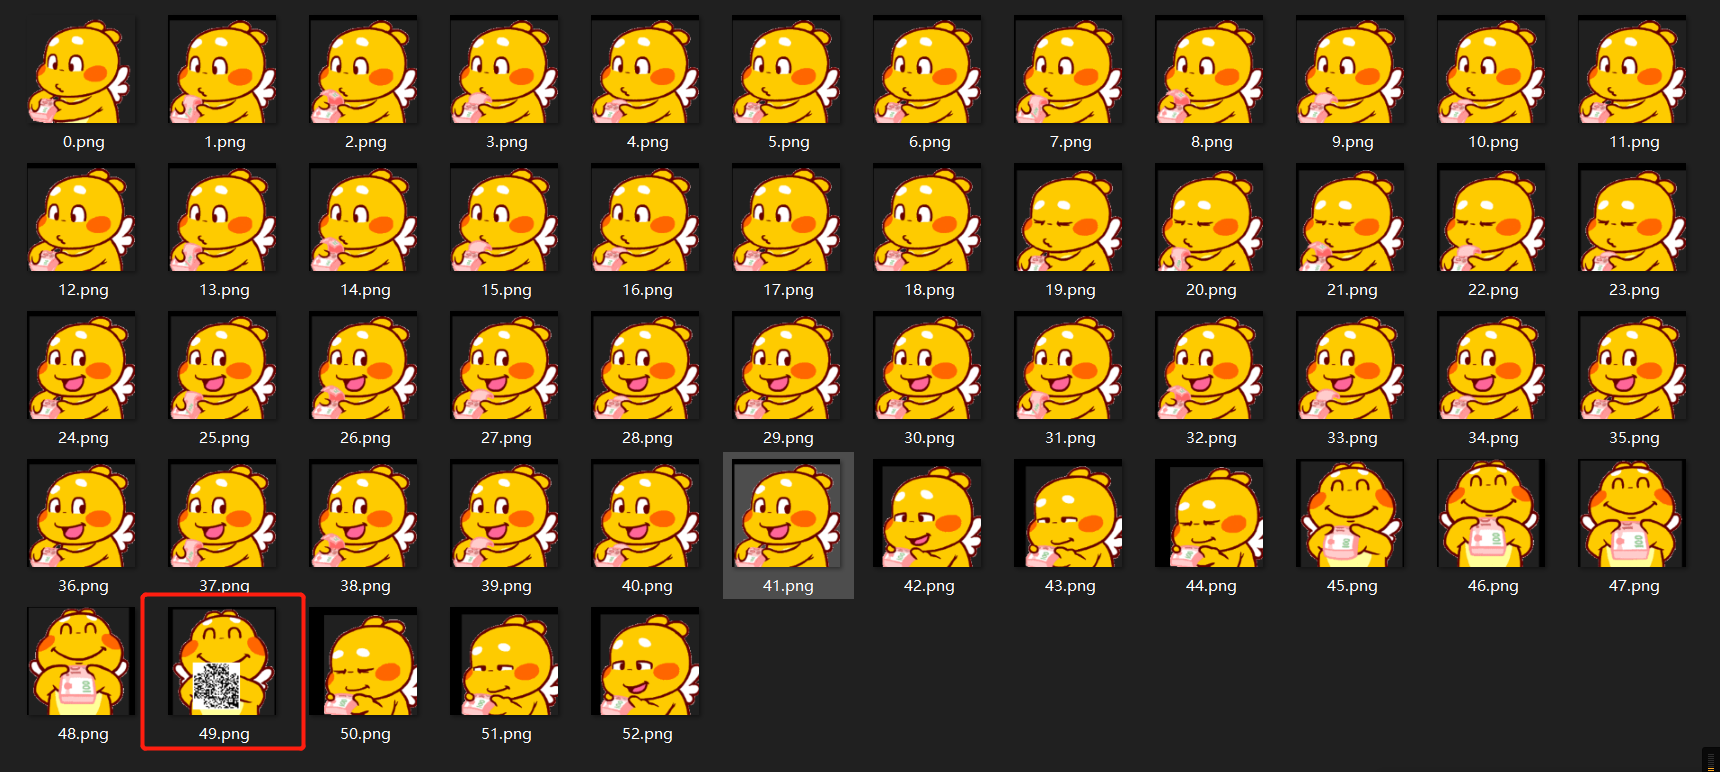 0.png 1.png 2.png 3.png 4.png 5.png 6.png 7.png 8.png 9.png 10.png 11.png
12.png 13.png 14.png 15.png 16.png 17.png 18.png 19.png 20.png 21.png 22.png 23.png
24.png 25.png 26.png 27.png 28.png 29.png 30.png 31.png 32.png 33.png 34.png 35.png
36.png 37.png 38.png 39.png 40.png 41.png 42.png 43.png 44.png 45.png 46.png 47.png
48.png 49.png 50.png 51.png 52.png